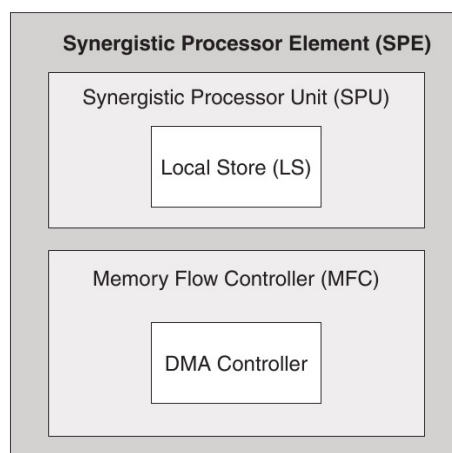 Synergistic Processor Element (SPE)
Synergistic Processor Unit (SPU)
Local Store (LS)
Memory Flow Controller (MFC)
DMA Controller